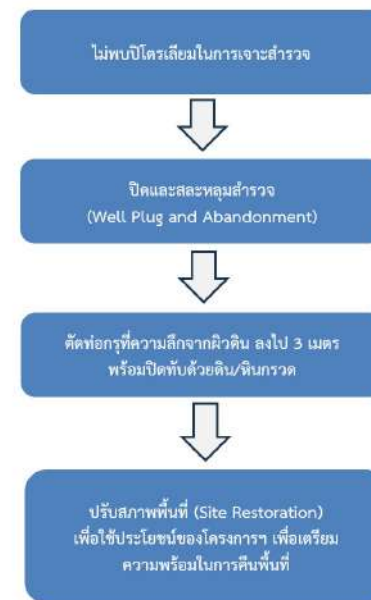 ไม่พบปิโตรเลียมในการเจาะสำรวจ
ปิดและสละหลุมสำรวจ
(Well Plug and Abandonment)
ตัดท่อกรุที่ความลึกจากผิวดิน ลงไป 3 เมตร
พร้อมปิดทับด้วยดิน/หินกรวด
ปรับสภาพพื้นที่ (Site Restoration)
เพื่อใช้ประโยชน์ของโครงการฯ เพื่อเตรียม
ความพร้อมในการคืนพื้นที่